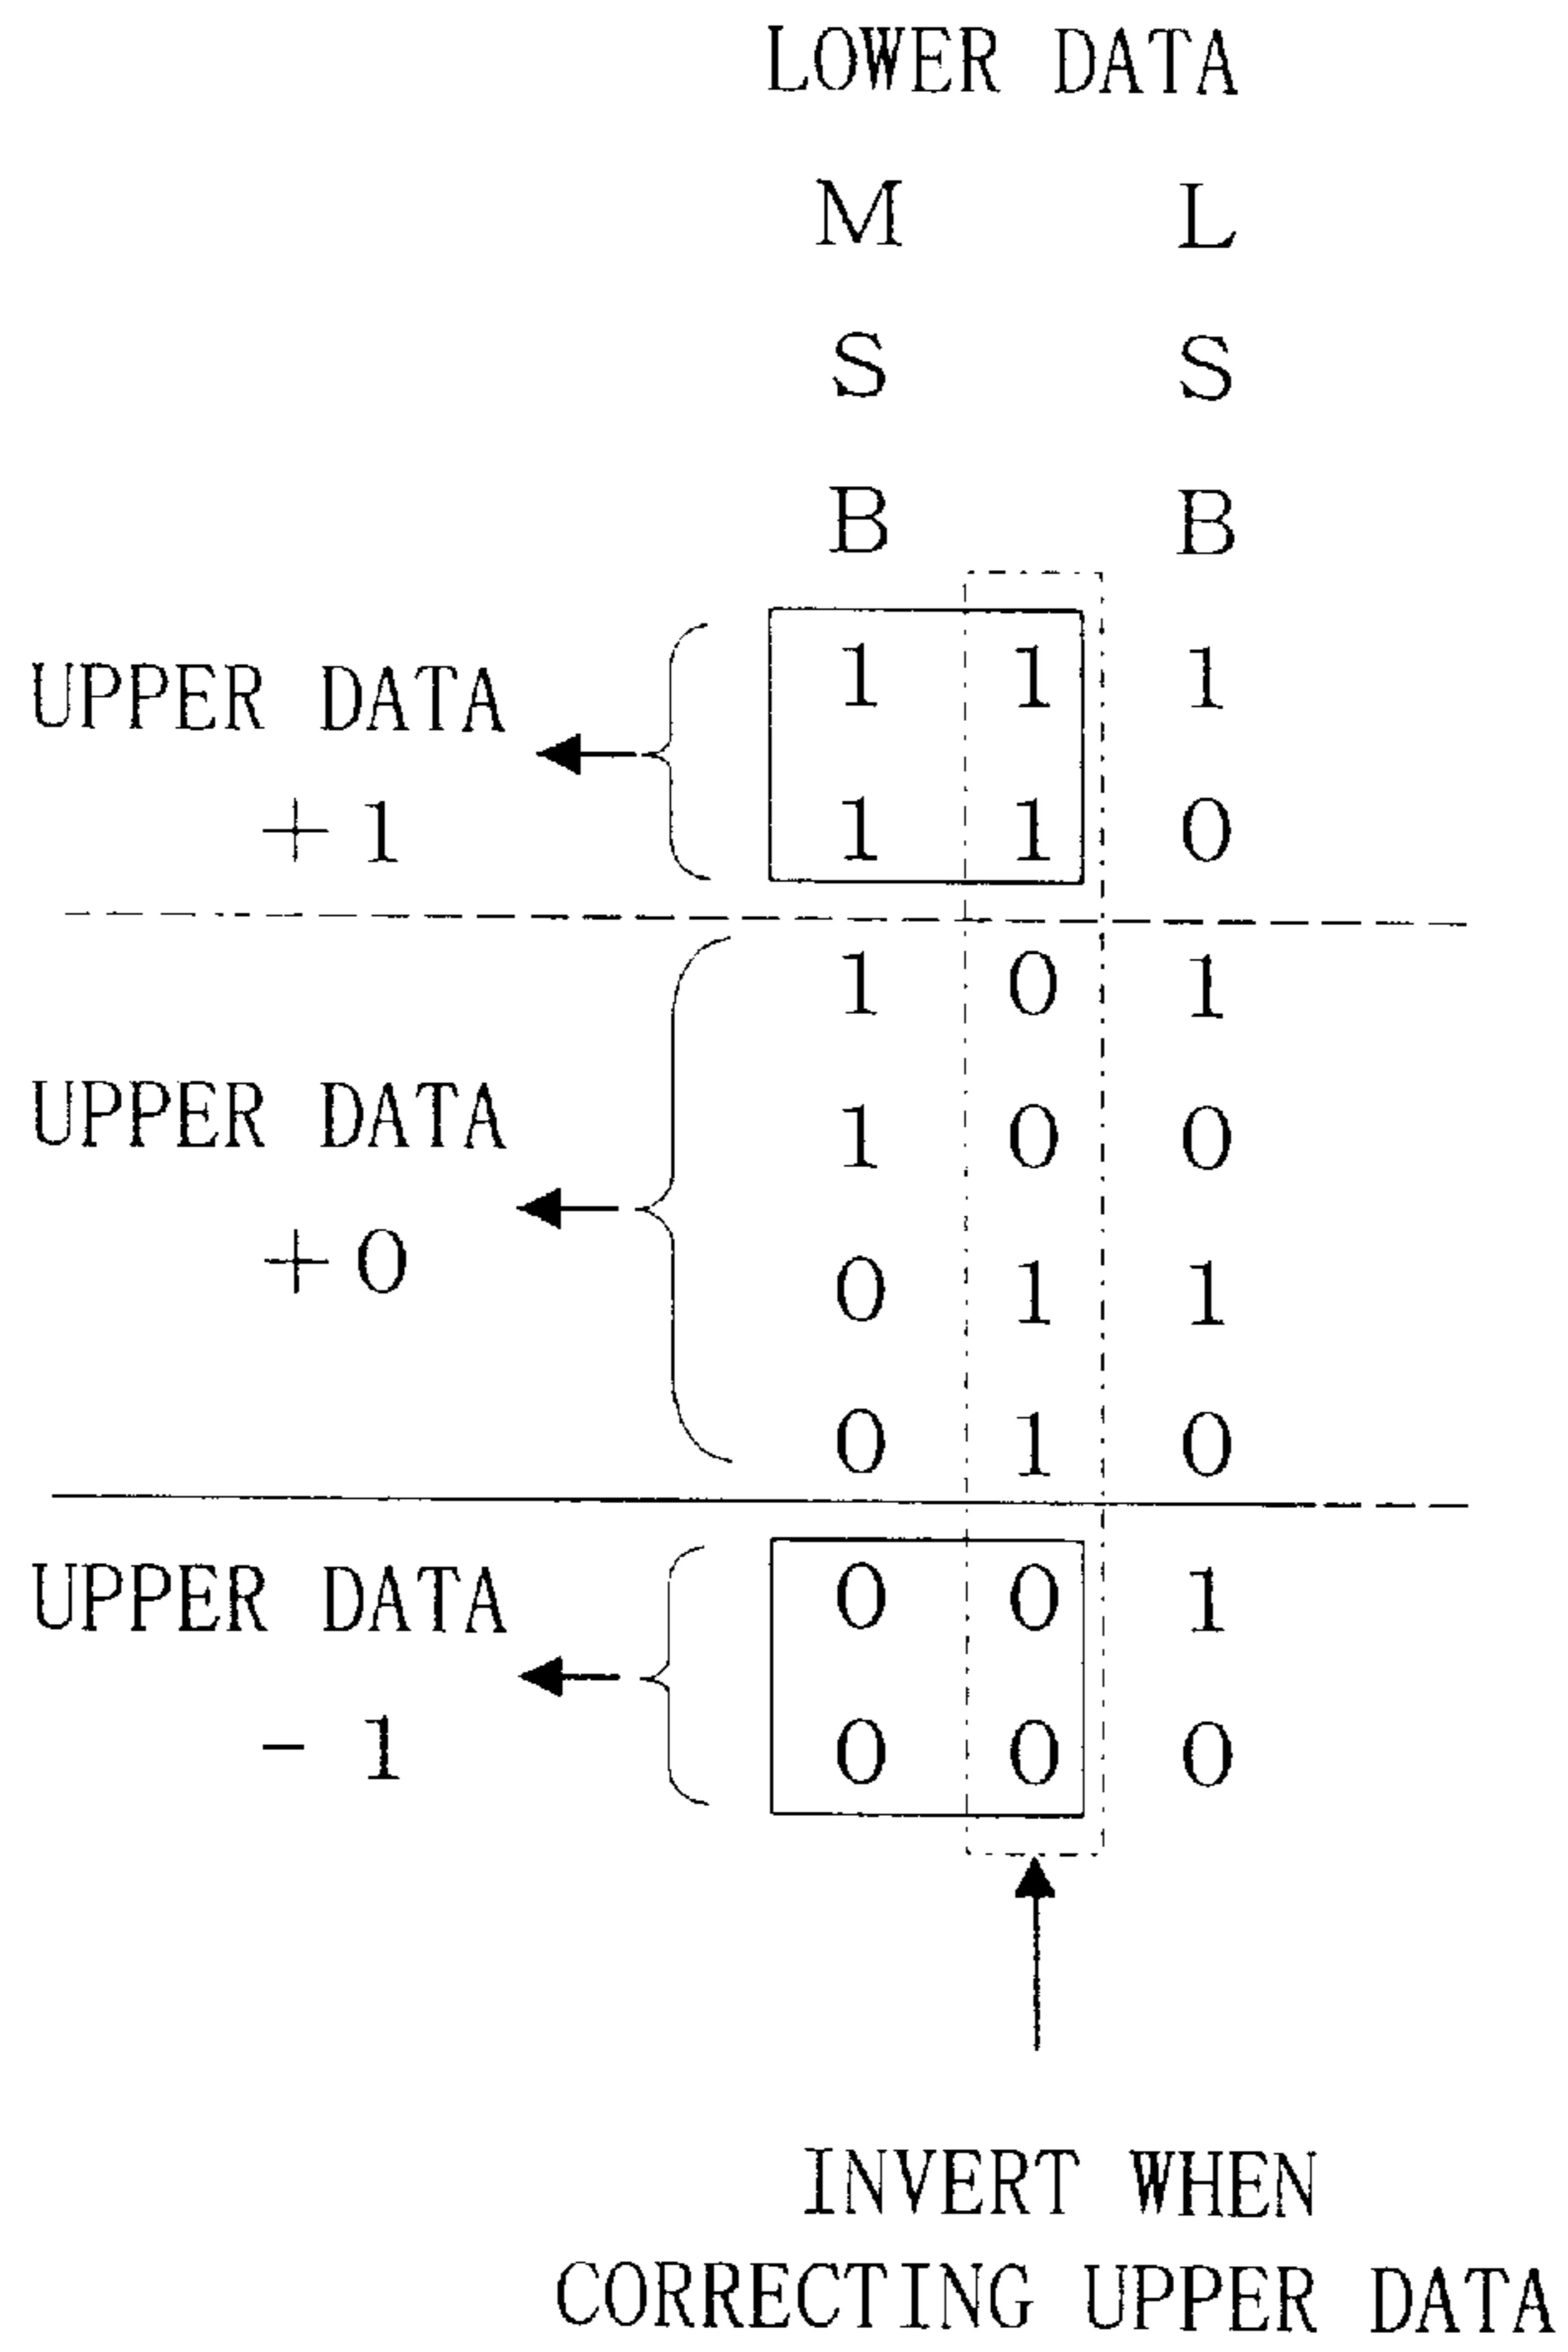 LOWER DATA
M L
S S
B B
1 1 1
UPPER DATA
+1
1 1 0
1 0 1
UPPER DATA
1 0 0
+0
0 1 1
0 1 0
UPPER DATA
0 0 1
- 1
0 0 0
INVERT WHEN
CORRECTING UPPER DATA